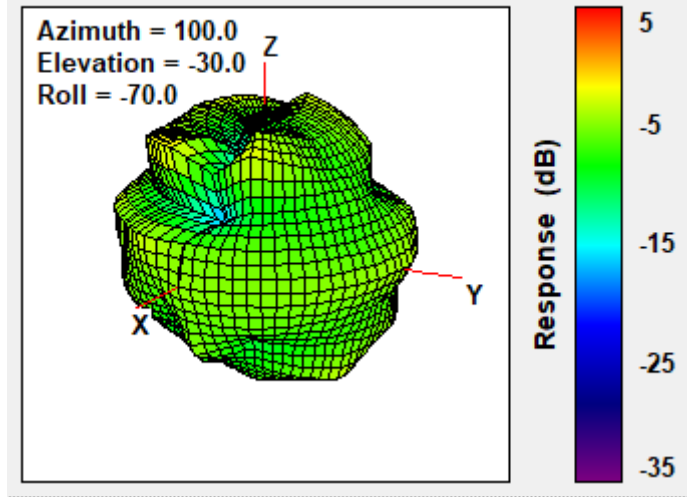 Azimuth = 100.0
Elevation = -30.0
Roll = -70.0
Z
Y
X
Response (dB)
5
-5
-15
-25
-35